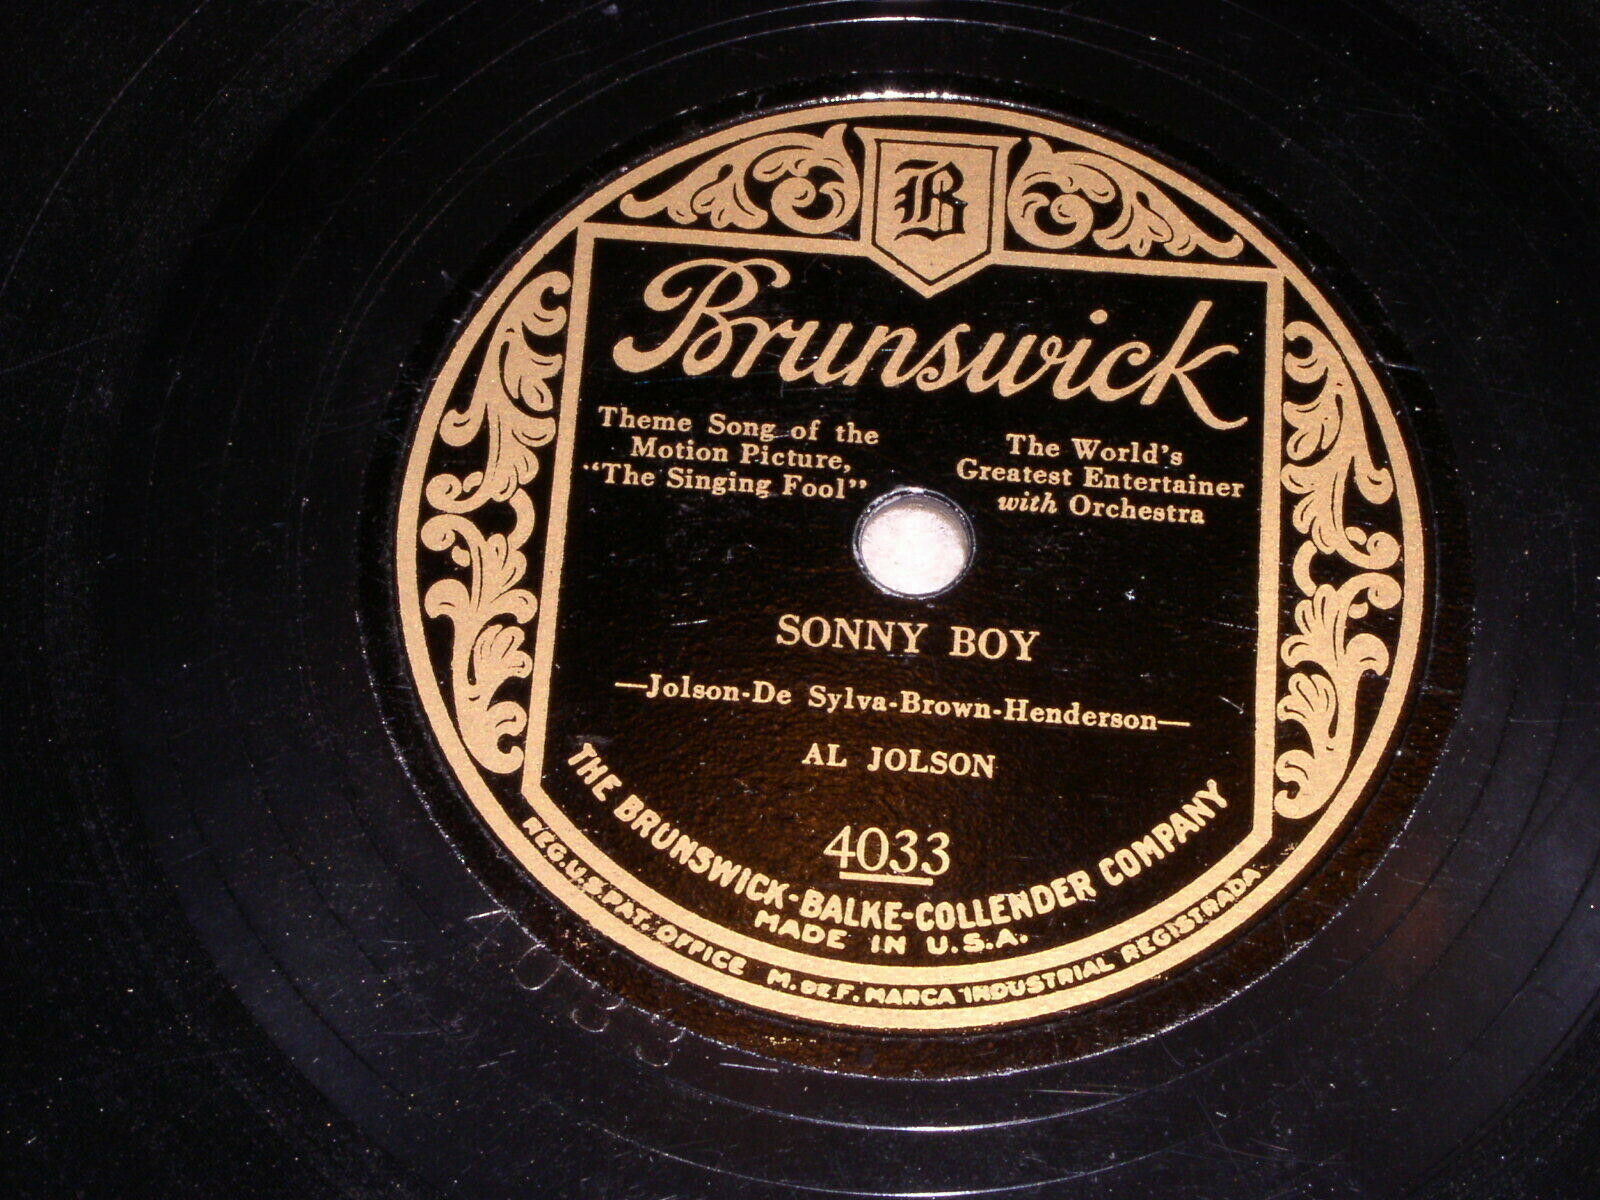 B
Brunswick
Theme Song of the
Motion Picture,
"The Singing Fool"
The World's
Greatest Entertainer
with Orchestra
SONNY BOY
—Jolson-De Sylva-Brown-Henderson—
AL JOLSON
4033
THE BRUNSWICK-BALKE-COLLENDER COMPANY
MADE IN U.S.A.
REG.U.S.PAT. OFFICE M. DE F. MARCA INDUSTRIAL REGISTRADA